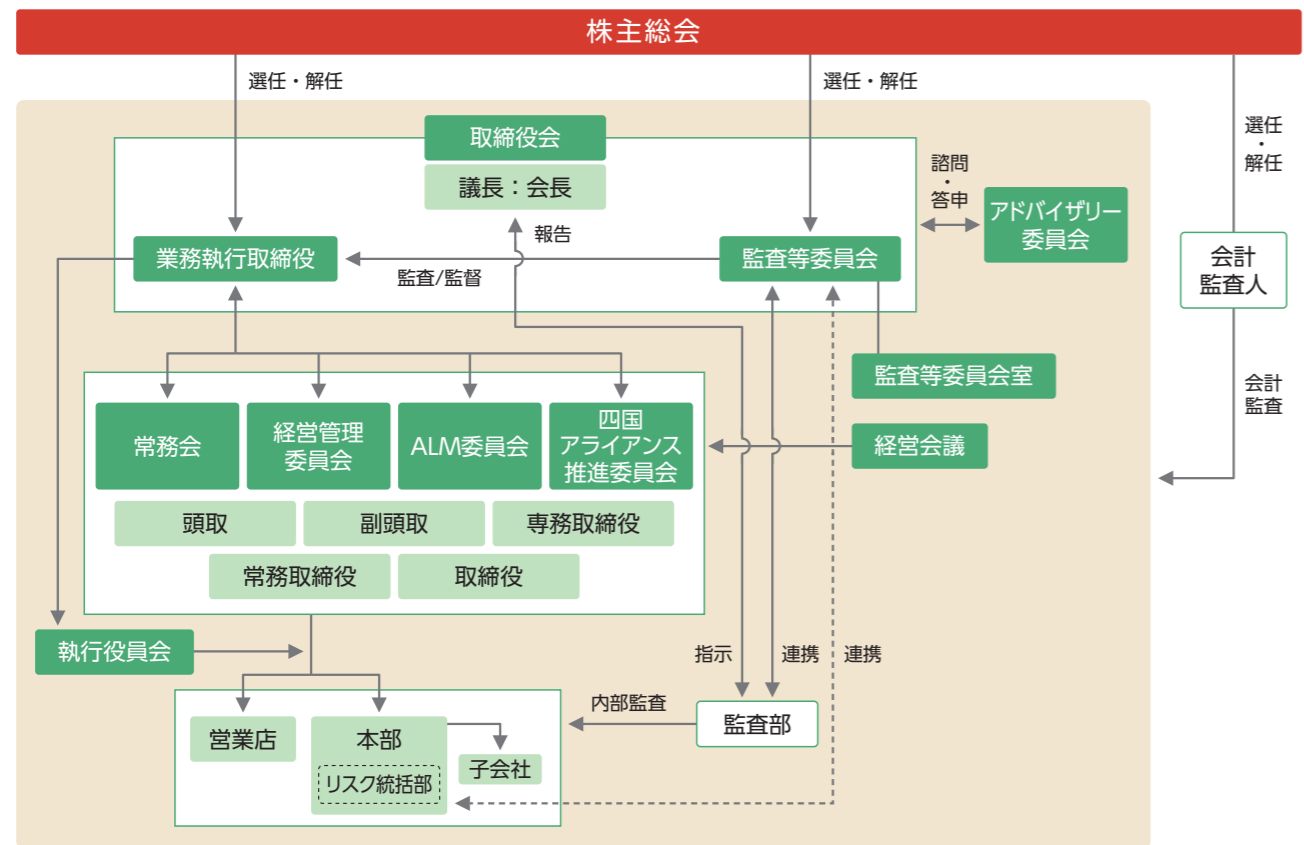 株主総会
選任・解任
選任・解任
選任
・
解任
取締役会
議長：会長
諮問
・
答申
アドバイザリー
委員会
報告
業務執行取締役
監査等委員会
監査/監督
会計
監査人
監査等委員会室
会計
監査
常務会
経営管理
委員会
ALM委員会
四国
アライアンス
推進委員会
経営会議
頭取
副頭取
専務取締役
常務取締役
取締役
執行役員会
指示
連携
連携
内部監査
監査部
営業店
本部
子会社
リスク統括部